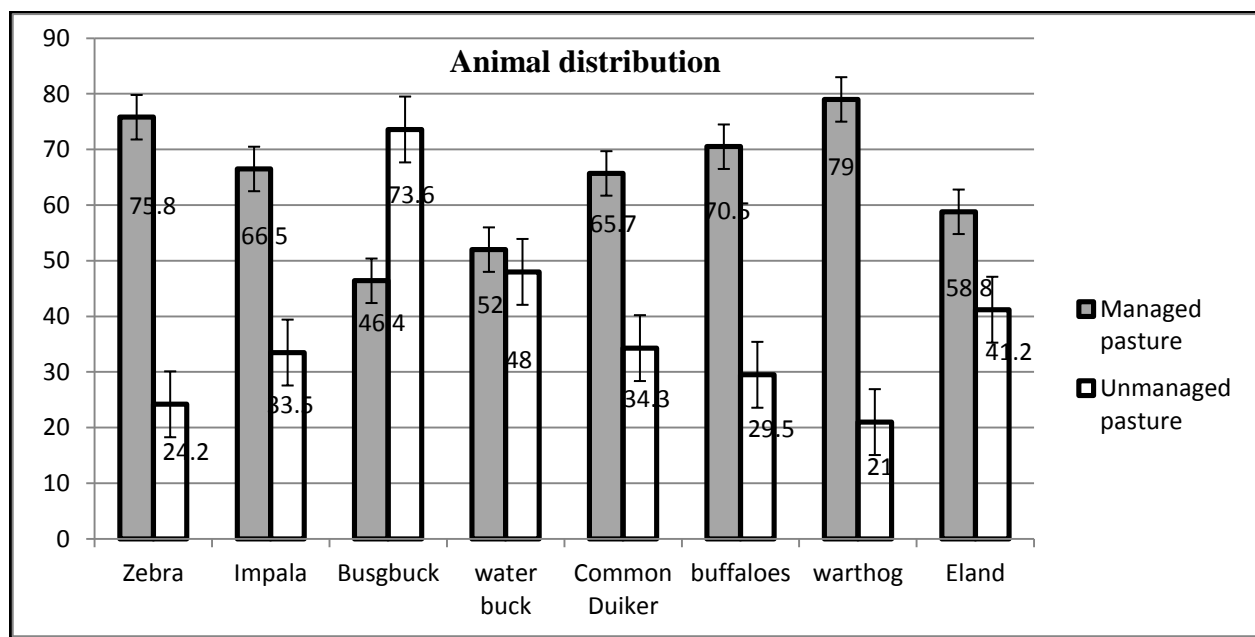 Animal distribution
90
80
70
60
50
40
30
20
10
0
75.8
24.2
66.5
33.5
46.4
73.6
52
48
65.7
34.3
70.5
29.5
79
21
58.8
41.2
Zebra
Impala
Busgbuck
water
buck
Common
Duiker
buffaloes
warthog
Eland
Managed
pasture
Unmanaged
pasture